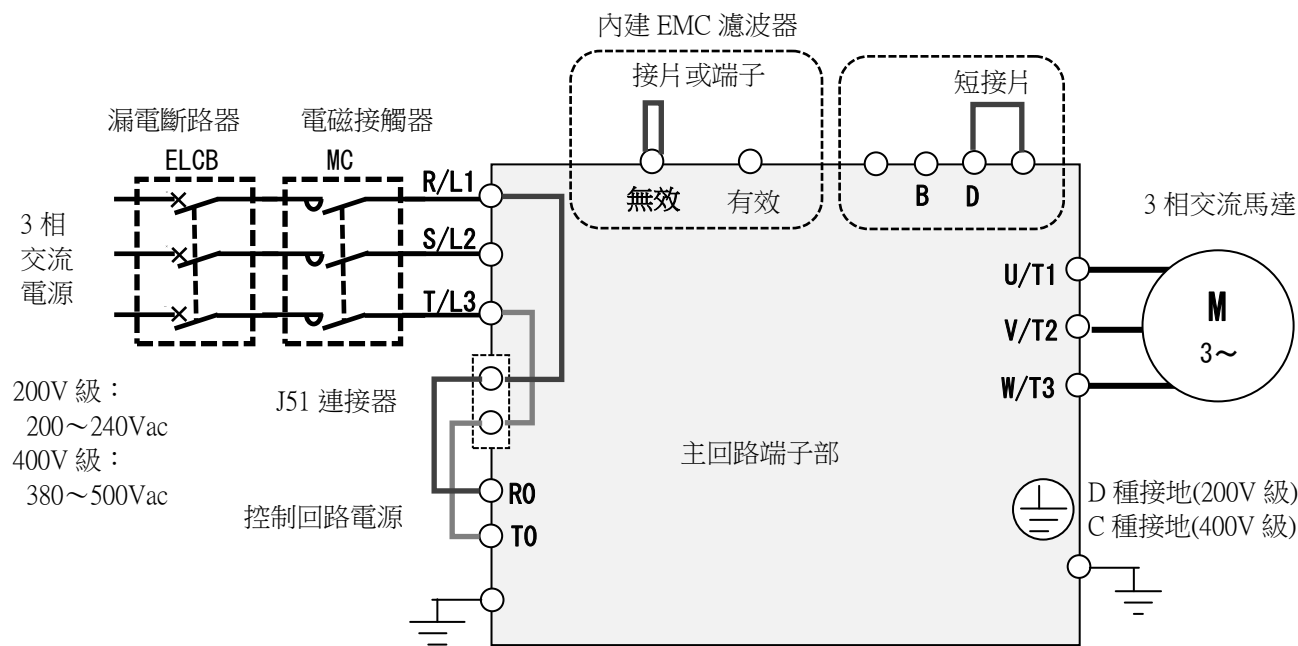 內建 EMC 濾波器
接片或端子
短接片
漏電斷路器
電磁接觸器
ELCB
MC
R/L1
S/L2
T/L3
3 相
交流
電源
無效
有效
B
D
3 相交流馬達
U/T1
V/T2
W/T3
M
3～
200V 級：
200～240Vac
400V 級：
380～500Vac
J51 連接器
主回路端子部
R0
T0
控制回路電源
D 種接地(200V 級)
C 種接地(400V 級)